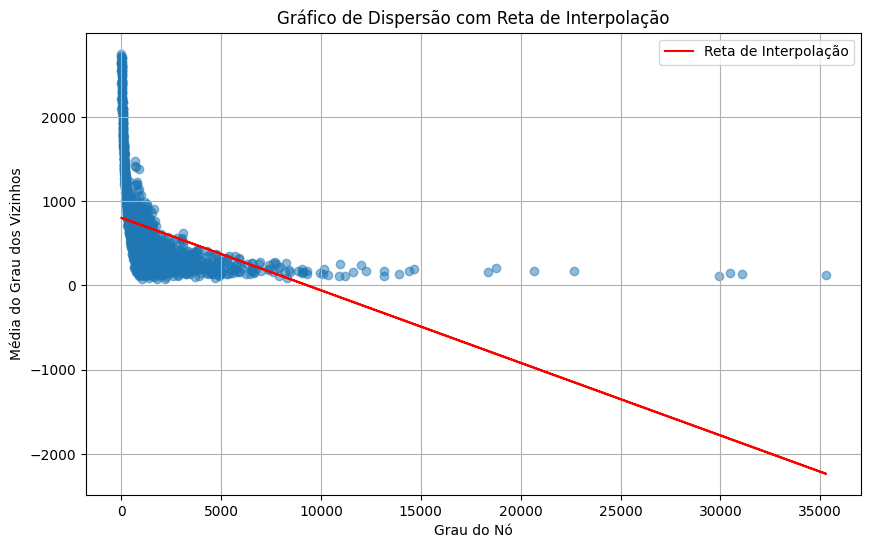 Gráfico de Dispersão com Reta de Interpolação
Reta de Interpolação
Média do Grau dos Vizinhos
2000
1000
0
−1000
−2000
0 5000 10000 15000 20000 25000 30000 35000
Grau do Nó